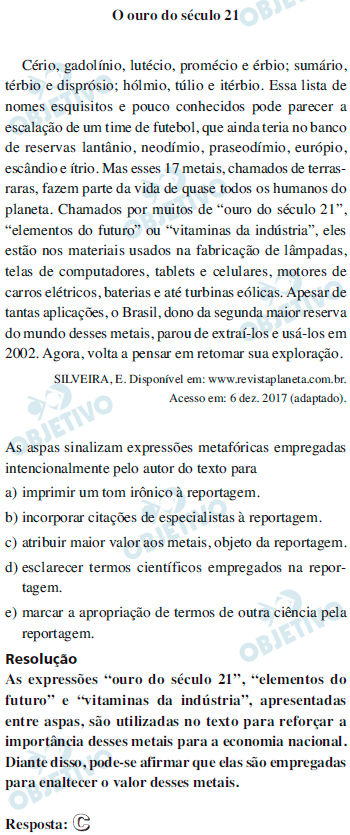 O ouro do século 21
Cério, gadolínio, lutécio, promécio e érbio; sumário,
térbio e disprósio; hólmio, túlio e itérbio. Essa lista de
nomes esquisitos e pouco conhecidos pode parecer a
escalação de um time de futebol, que ainda teria no banco
de reservas lantânio, neodímio, praseodímio, európio,
escândio e ítrio. Mas esses 17 metais, chamados de terras-
raras, fazem parte da vida de quase todos os humanos do
planeta. Chamados por muitos de “ouro do século 21”,
“elementos do futuro” ou “vitaminas da indústria”, eles
estão nos materiais usados na fabricação de lâmpadas,
telas de computadores, tablets e celulares, motores de
carros elétricos, baterias e até turbinas eólicas. Apesar de
tantas aplicações, o Brasil, dono da segunda maior reserva
do mundo desses metais, parou de extraí-los e usá-los em
2002. Agora, volta a pensar em retomar sua exploração.
SILVEIRA, E. Disponível em: www.revistaplaneta.com.br.
Acesso em: 6 dez. 2017 (adaptado).
As aspas sinalizam expressões metafóricas empregadas
intencionalmente pelo autor do texto para
a) imprimir um tom irônico à reportagem.
b) incorporar citações de especialistas à reportagem.
c) atribuir maior valor aos metais, objeto da reportagem.
d) esclarecer termos científicos empregados na repor-
tagem.
e) marcar a apropriação de termos de outra ciência pela
reportagem.
Resolução
As expressões “ouro do século 21”, “elementos do
futuro” e “vitaminas da indústria”, apresentadas
entre aspas, são utilizadas no texto para reforçar a
importância desses metais para a economia nacional.
Diante disso, pode-se afirmar que elas são empregadas
para enaltecer o valor desses metais.
Resposta: C
OBJETIVO
OBJETIVO
OBJETIVO
OBJETIVO
OBJETIVO
OBJETIVO
OBJETIVO
OBJETIVO
OBJETIVO